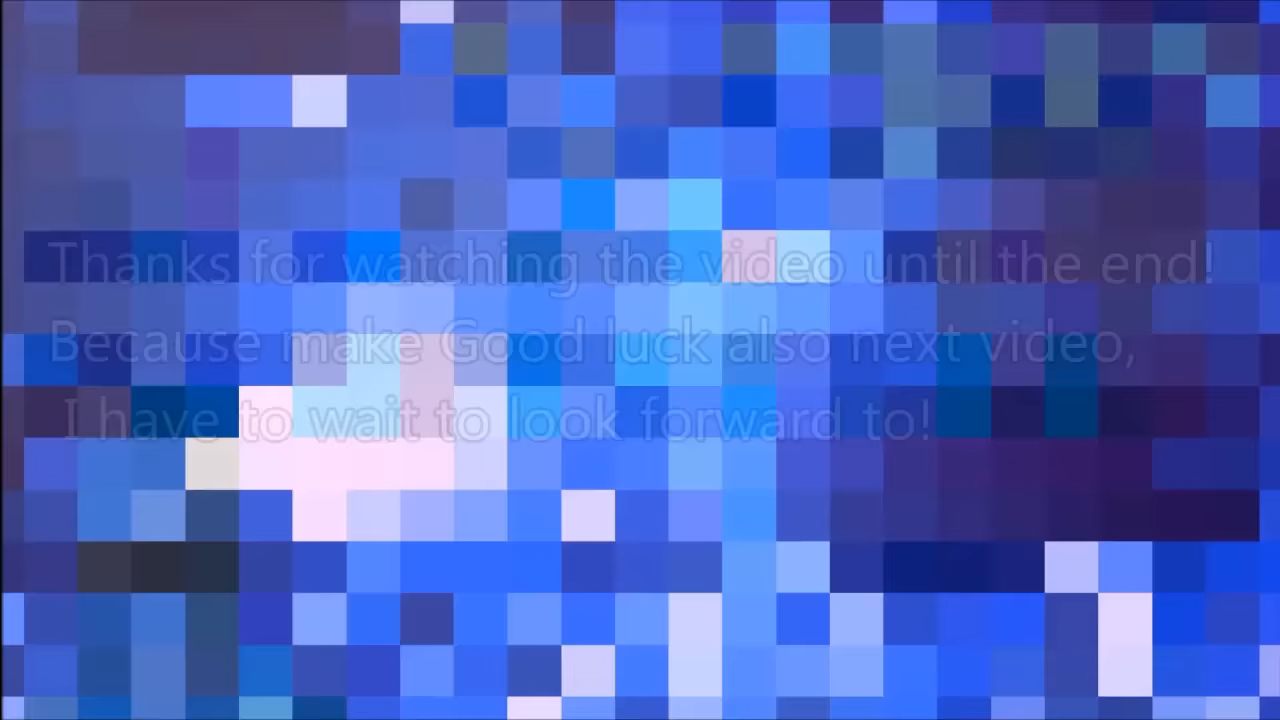 Thanks for watching the video until the end!
Because make Good luck also next video,
I have to wait to look forward to!